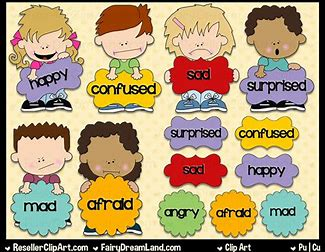 happy
confused
sad
surprised
surprised
confused
sad
happy
mad
afraid
angry
afraid
mad
~ ResellerClipArt.com ~ FairyDreamLand.com ~ Clip Art Pu|Cu